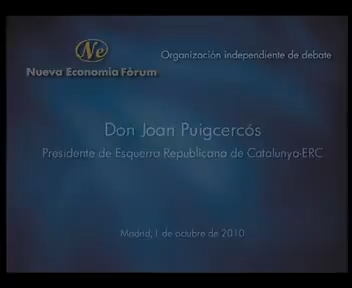 Ne
Organización independiente de debate
Nueva Economía Fòrum
Don Joan Puigcercós
Presidente de Esquerra Republicana de Catalunya-ERC
Madrid, 1 de octubre de 2010